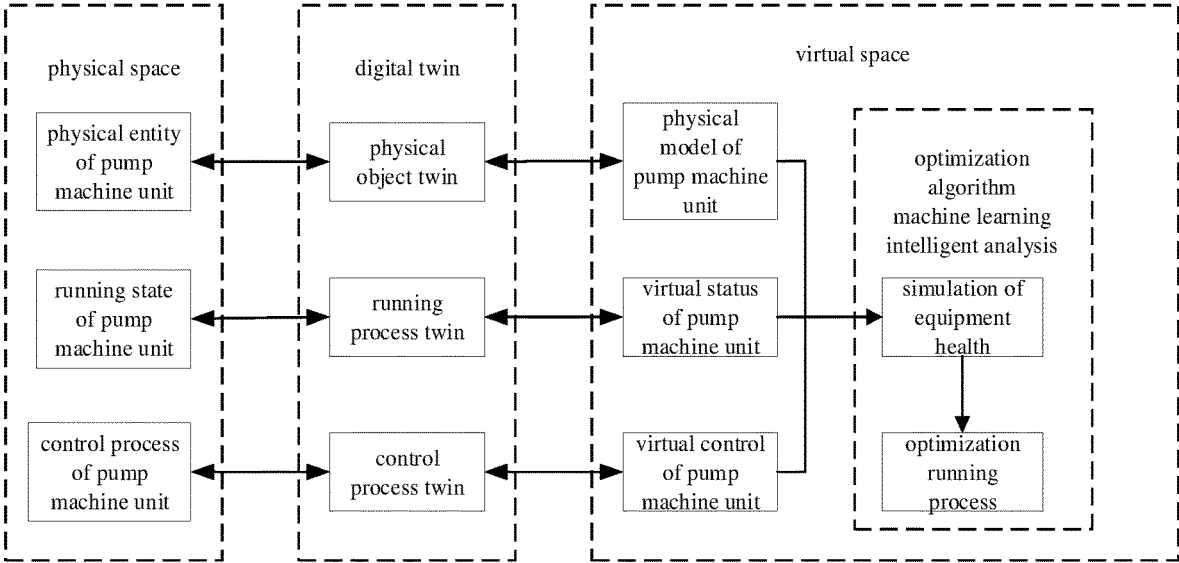 physical space
physical entity
of pump
machine unit
running state
of pump
machine unit
control process
of pump
machine unit
digital twin
physical
object twin
running
process twin
control
process twin
virtual space
physical
model of
pump machine
unit
virtual status
of pump
machine unit
virtual control
of pump
machine unit
optimization
algorithm
machine learning
intelligent analysis
simulation of
equipment
health
optimization
running
process